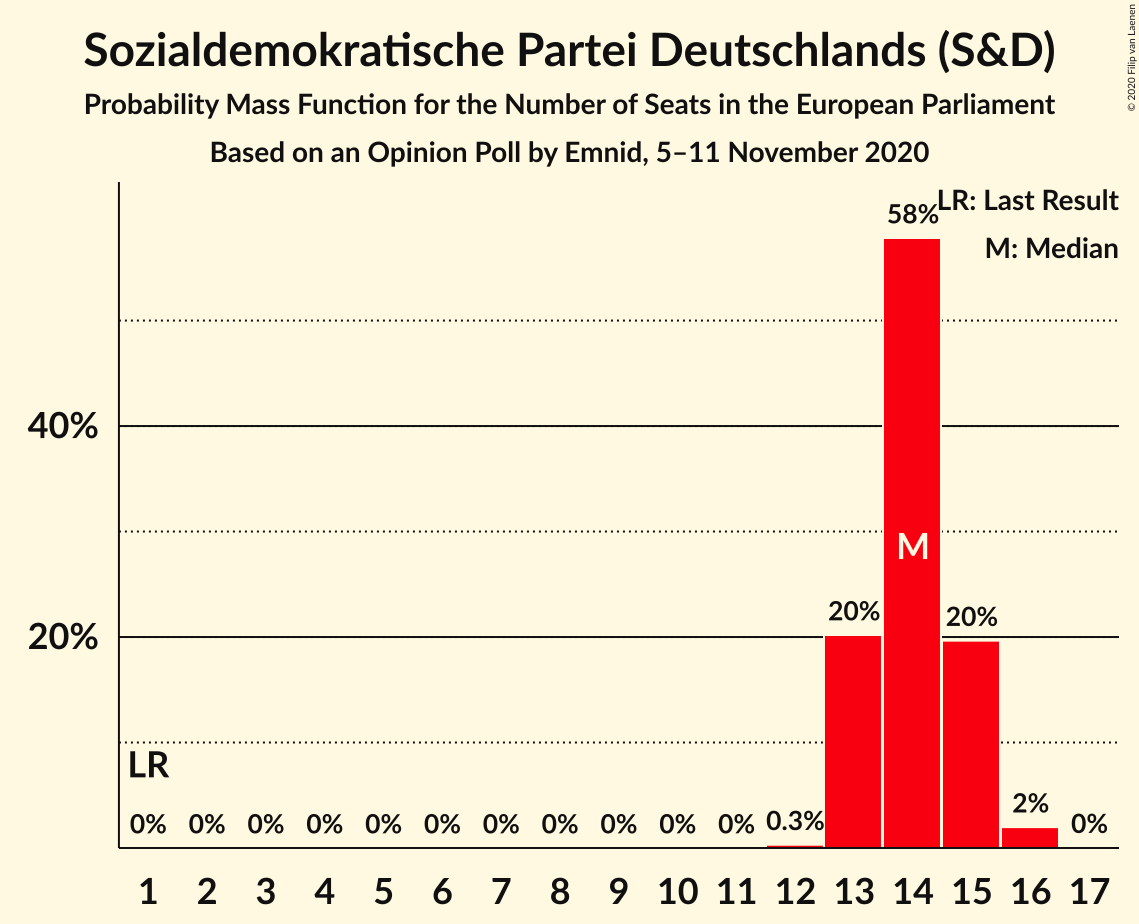 Sozialdemokratische Partei Deutschlands (S&D)
Probability Mass Function for the Number of Seats in the European Parliament
Based on an Opinion Poll by Emnid, 5–11 November 2020
© 2020 Filip van Laenen
LR: Last Result
M: Median
58%
40%
M
20% 20%
20%
LR
0% 0% 0% 0% 0% 0% 0% 0% 0% 0% 0% 0.3% 2% 0%
1 2 3 4 5 6 7 8 9 10 11 12 13 14 15 16 17